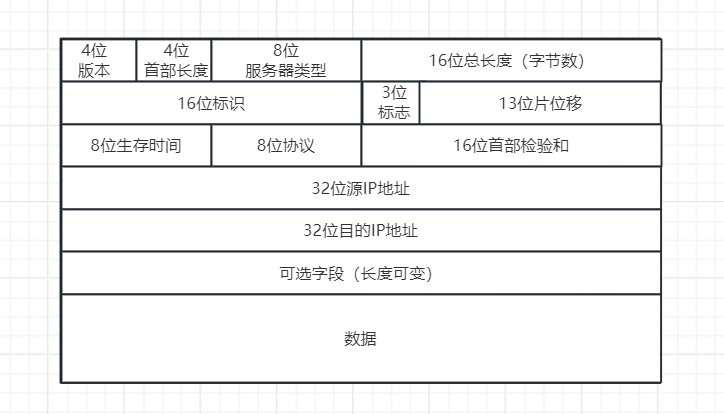 4位
版本
4位
首部长度
8位
服务器类型
16位总长度（字节数）
16位标识
3位
标志
13位片位移
8位生存时间
8位协议
16位首部检验和
32位源IP地址
32位目的IP地址
可选字段（长度可变）
数据